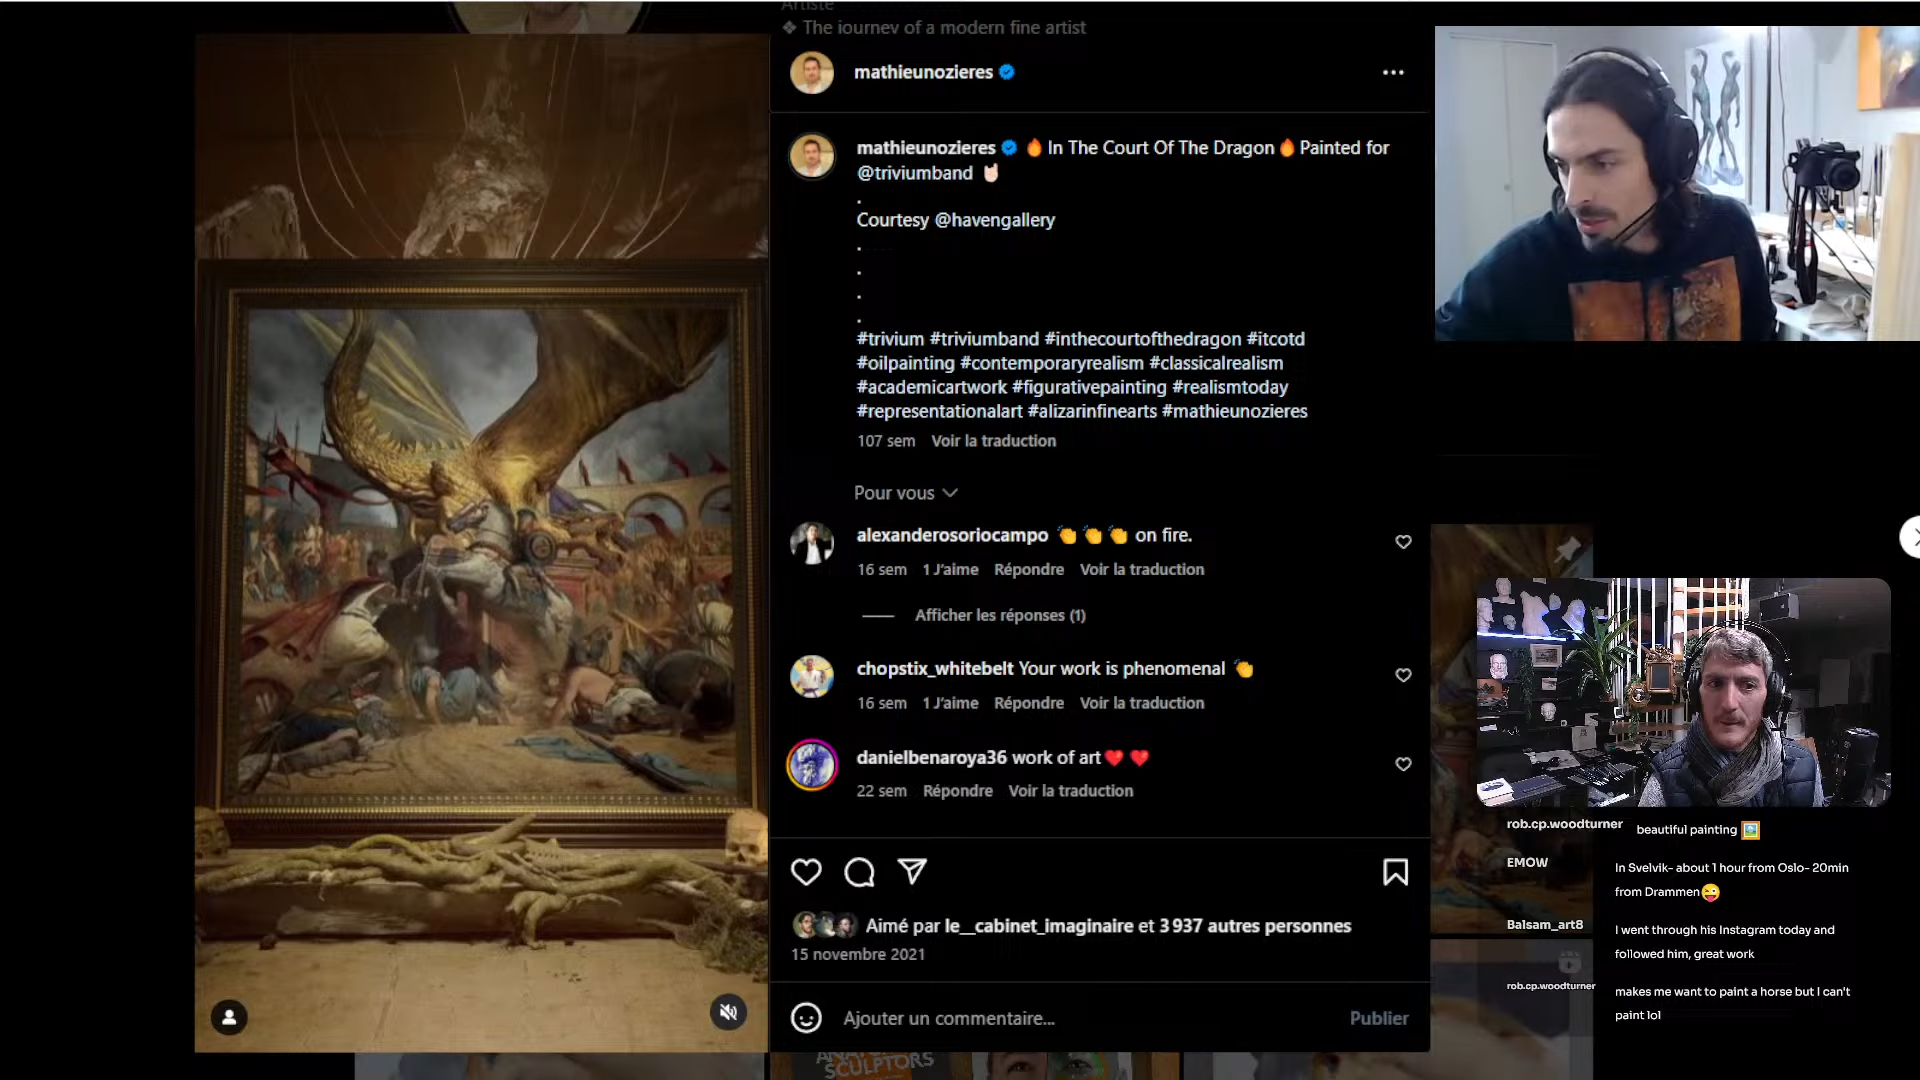 Artiste
❖ The journey of a modern fine artist
mathieunozieres
mathieunozieres 🔥 In The Court Of The Dragon 🔥 Painted for
@triviumband 🤘🏻
.
Courtesy @havengallery
.
.
.
.
#trivium #triviumband #inthecourtofthedragon #itcotd
#oilpainting #contemporaryrealism #classicalrealism
#academicartwork #figurativepainting #realismtoday
#representationalart #alizarinfinearts #mathieunozieres
107 sem Voir la traduction
Pour vous
alexanderosoriocampo 👏 👏 👏 on fire.
16 sem 1 J’aime Répondre Voir la traduction
Afficher les réponses (1)
chopstix_whitebelt Your work is phenomenal 👏
16 sem 1 J’aime Répondre Voir la traduction
danielbenaroya36 work of art❤️ ❤️
22 sem Répondre Voir la traduction
Aimé par le__cabinet_imaginaire et 3 937 autres personnes
15 novembre 2021
Ajouter un commentaire... Publier
SCULPTORS
rob.cp.woodturner beautiful painting 🖼️
EMOW In Svelvik- about 1 hour from Oslo- 20min
from Drammen😜
Balsam_art8 I went through his Instagram today and
followed him, great work
rob.cp.woodturner makes me want to paint a horse but I can't
paint lol